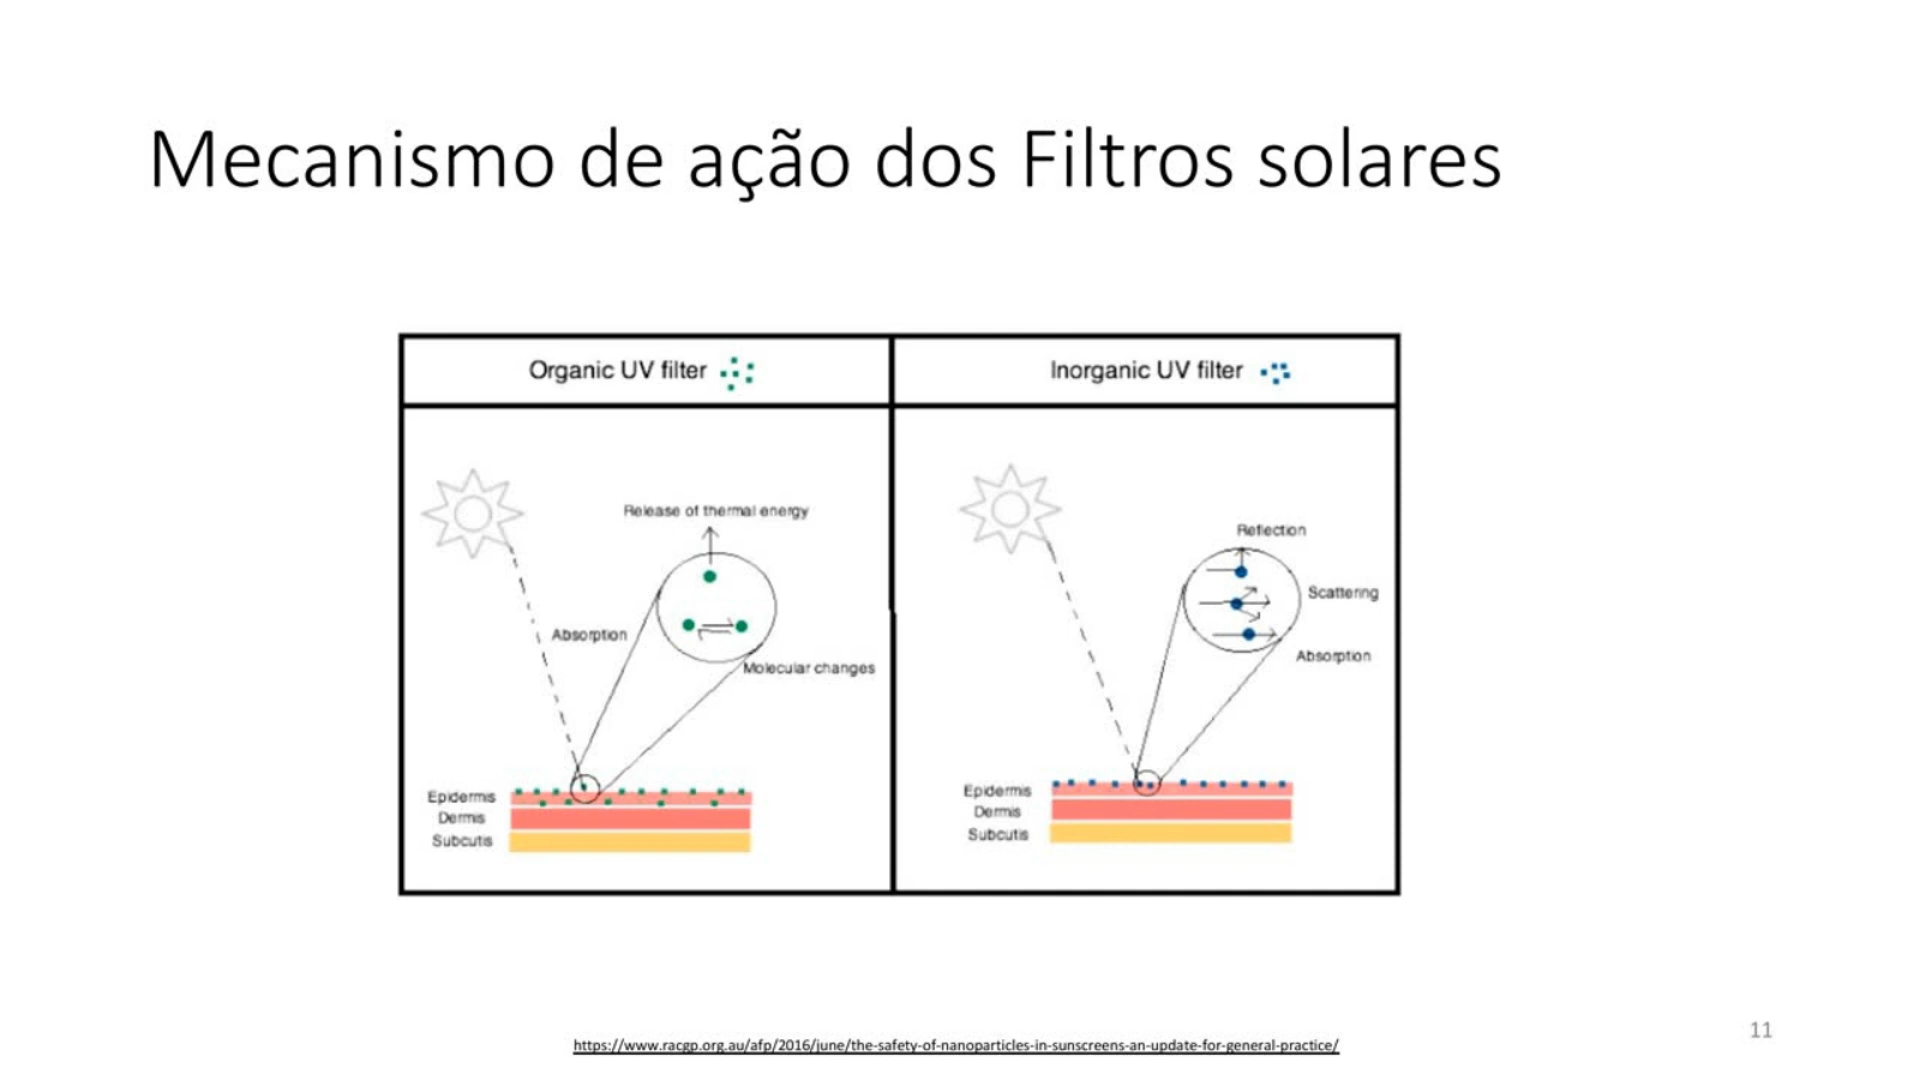 Mecanismo de ação dos Filtros solares
Organic UV filter
Inorganic UV filter
Release of thermal energy
Absorption
Molecular changes
Epidermis
Dermis
Subcutis
Reflection
Scattering
Absorption
Epidermis
Dermis
Subcutis
https://www.racgp.org.au/afp/2016/june/the-safety-of-nanoparticles-in-sunscreens-an-update-for-general-practice/
11